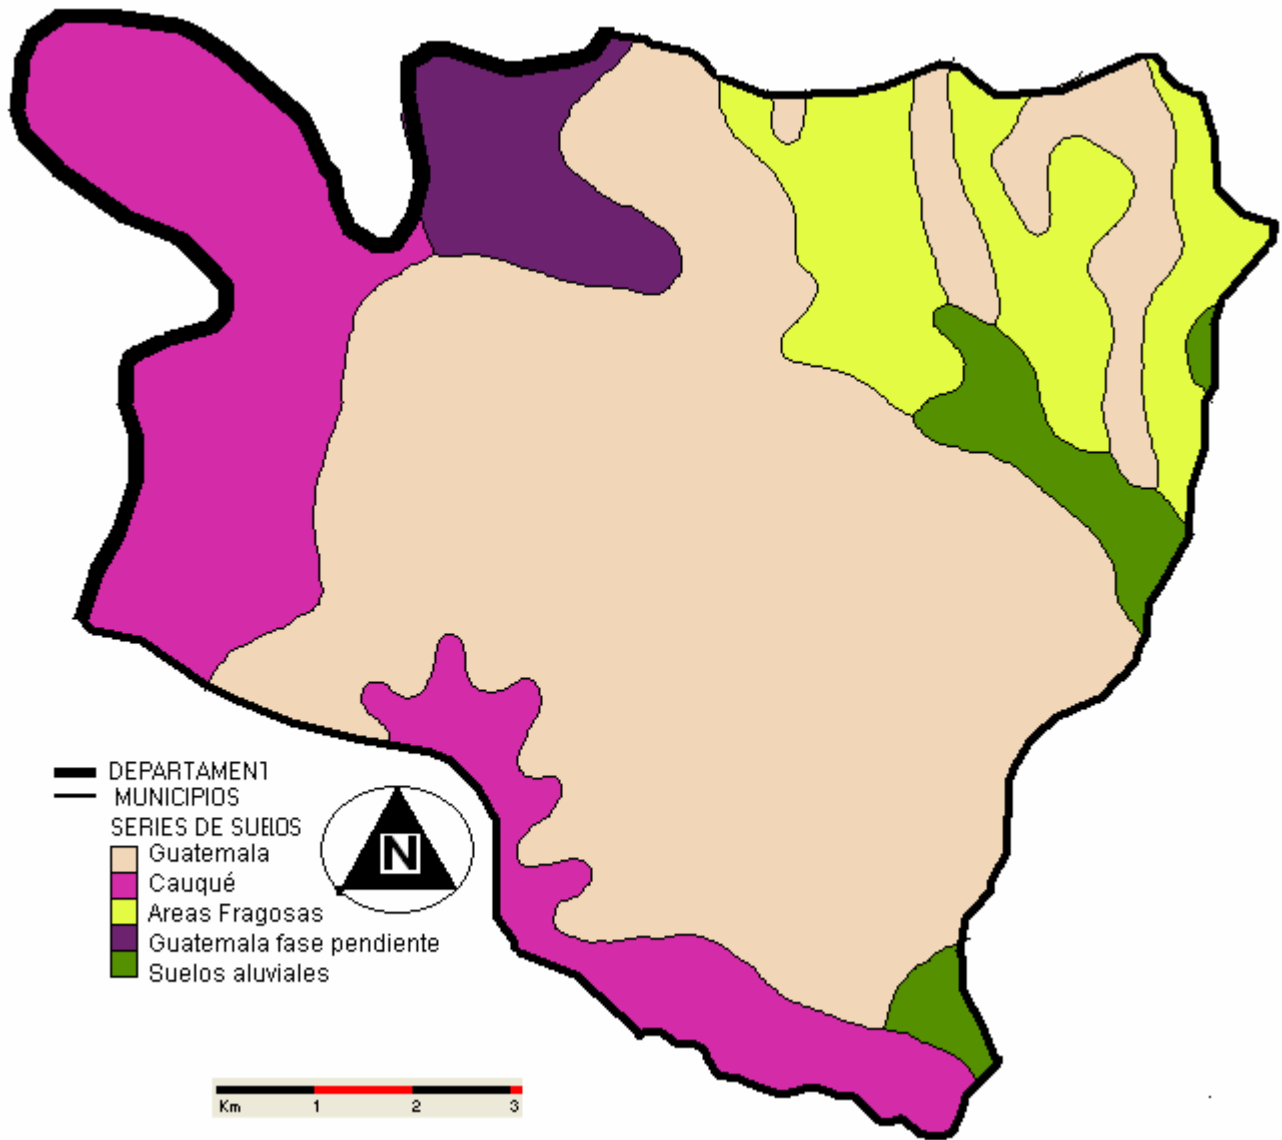 DEPARTAMENT
MUNICIPIOS
SERIES DE SUELOS
Guatemala
Cauqué
Areas Fragosas
Guatemala fase pendiente
Suelos aluviales
N
Km 1 2 3